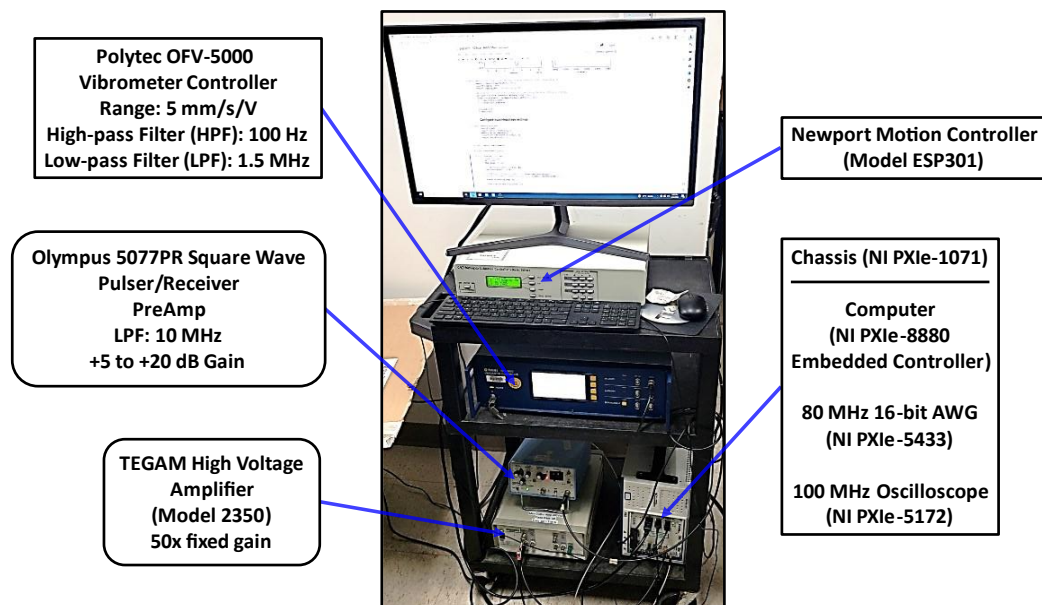 Polytec OFV-5000
Vibrometer Controller
Range: 5 mm/s/V
High-pass Filter (HPF): 100 Hz
Low-pass Filter (LPF): 1.5 MHz
Olympus 5077PR Square Wave
Pulser/Receiver
PreAmp
LPF: 10 MHz
+5 to +20 dB Gain
TEGAM High Voltage
Amplifier
(Model 2350)
50x fixed gain
Newport Motion Controller
(Model ESP301)
Chassis (NI PXIe-1071)
Computer
(NI PXIe-8880
Embedded Controller)
80 MHz 16-bit AWG
(NI PXIe-5433)
100 MHz Oscilloscope
(NI PXIe-5172)